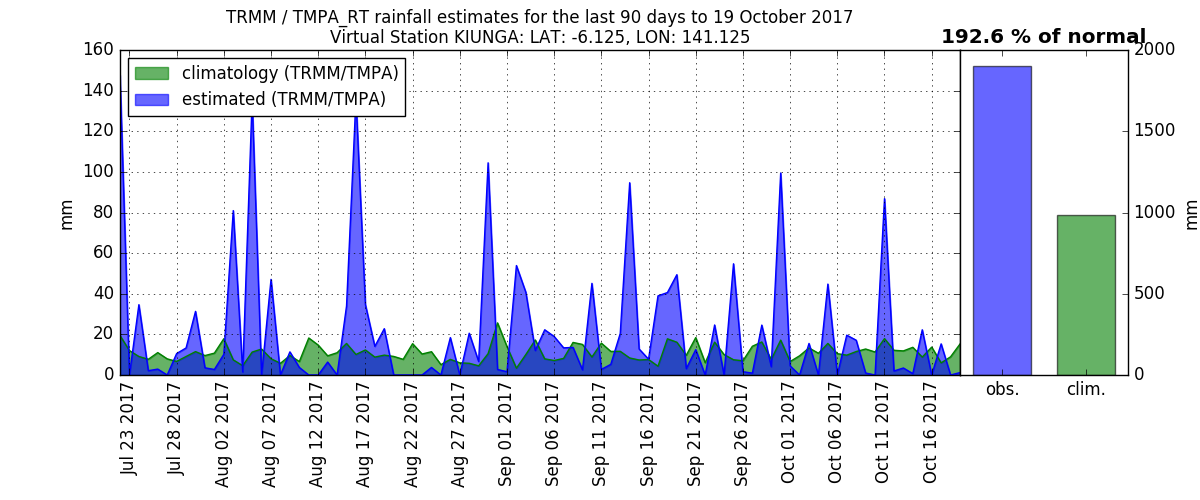 TRMM / TMPA_RT rainfall estimates for the last 90 days to 19 October 2017
Virtual Station KIUNGA: LAT: -6.125, LON: 141.125
192.6 % of normal
climatology (TRMM/TMPA)
estimated (TRMM/TMPA)
160
140
120
100
80
60
40
20
0
mm
Jul 23 2017
Jul 28 2017
Aug 02 2017
Aug 07 2017
Aug 12 2017
Aug 17 2017
Aug 22 2017
Aug 27 2017
Sep 01 2017
Sep 06 2017
Sep 11 2017
Sep 16 2017
Sep 21 2017
Sep 26 2017
Oct 01 2017
Oct 06 2017
Oct 11 2017
Oct 16 2017
obs.
clim.
2000
1500
1000
500
0
mm